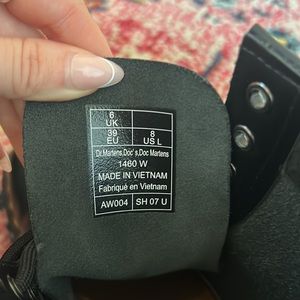 6
UK
39
EU
8
US L
Dr.Martens,Doc's,Doc Martens
1460 W
MADE IN VIETNAM
Fabriqué en Vietnam
AW004 SH 07 U